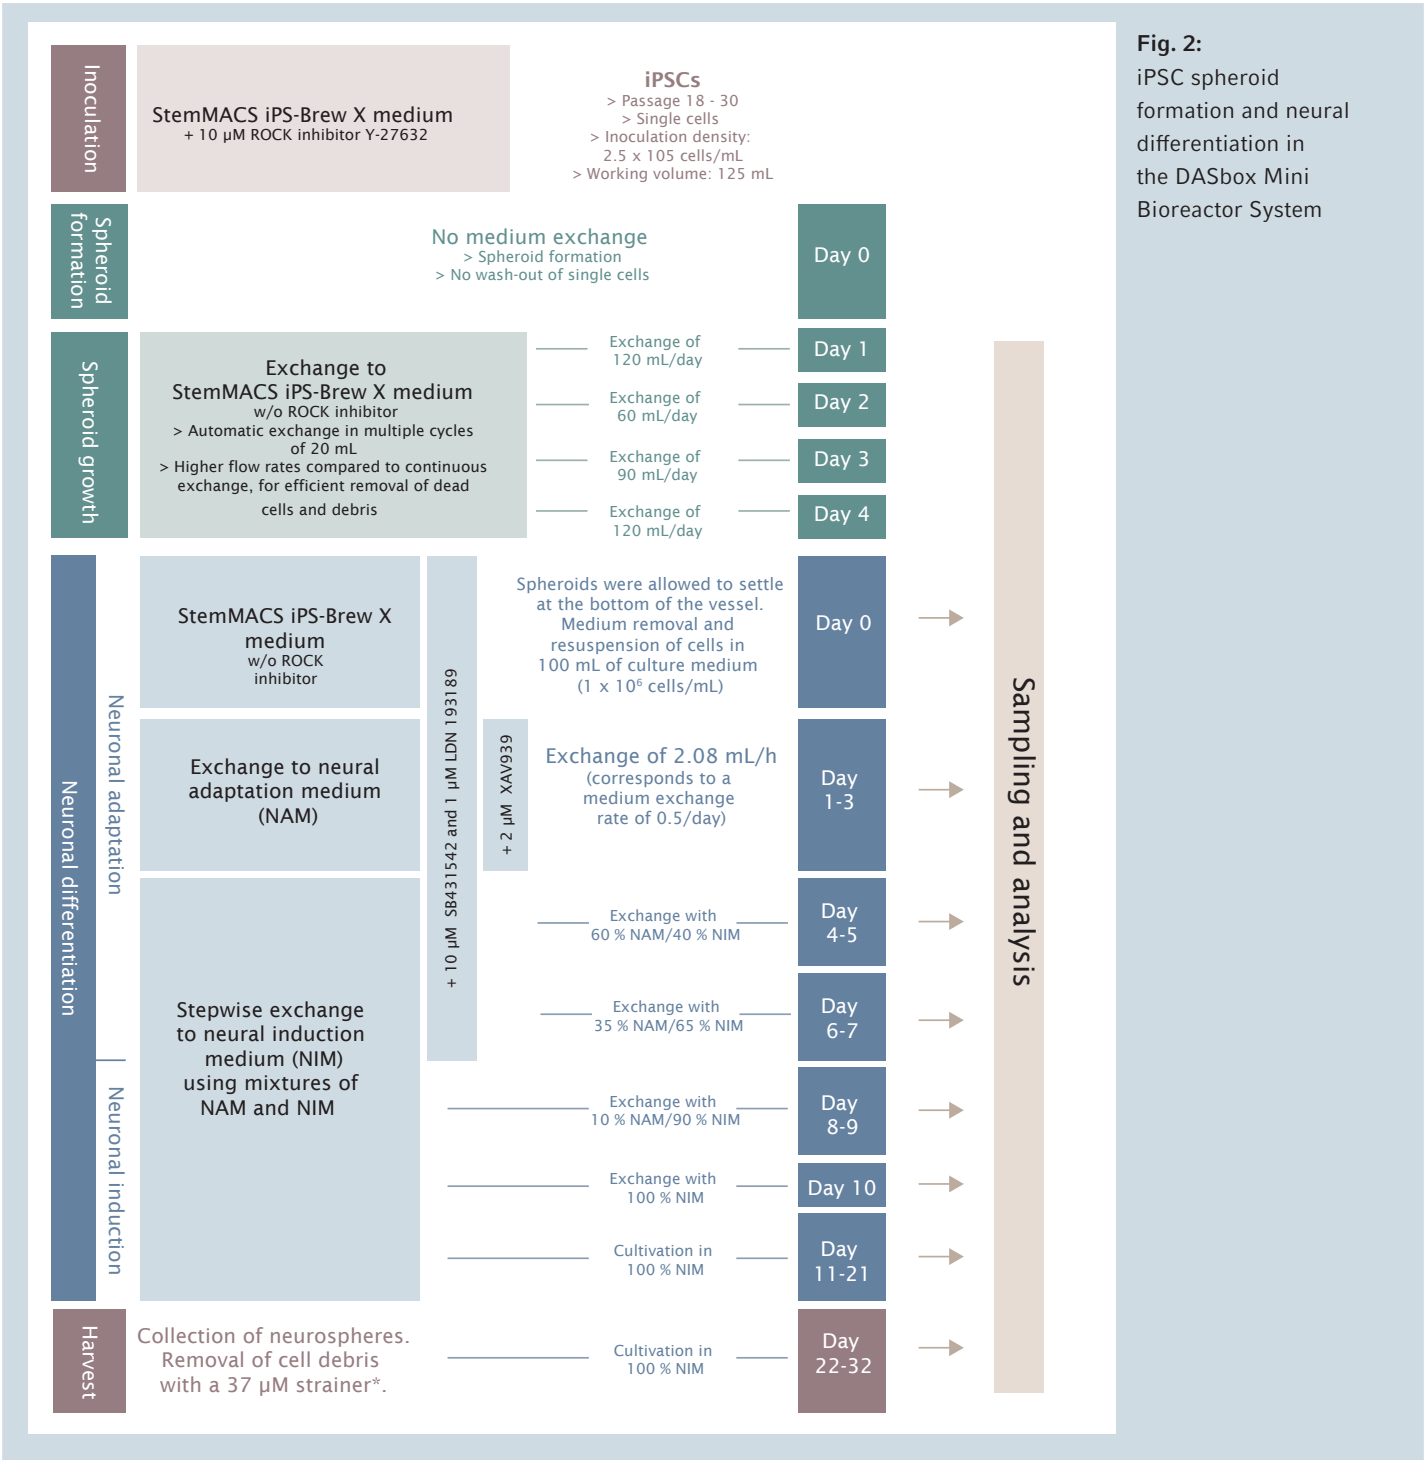 Fig. 2:
iPSC spheroid
formation and neural
differentiation in
the DASbox Mini
Bioreactor System
Inoculation
StemMACS iPS-Brew X medium
+ 10 µM ROCK inhibitor Y-27632
iPSCs
> Passage 18 - 30
> Single cells
> Inoculation density:
2.5 x 105 cells/mL
> Working volume: 125 mL
Spheroid
formation
No medium exchange
> Spheroid formation
> No wash-out of single cells
Day 0
Spheroid growth
Exchange to
StemMACS iPS-Brew X medium
w/o ROCK inhibitor
> Automatic exchange in multiple cycles
of 20 mL
> Higher flow rates compared to continuous
exchange, for efficient removal of dead
cells and debris
Exchange of
120 mL/day
Day 1
Exchange of
60 mL/day
Day 2
Exchange of
90 mL/day
Day 3
Exchange of
120 mL/day
Day 4
Neuronal differentiation
Neuronal adaptation
StemMACS iPS-Brew X
medium
w/o ROCK
inhibitor
+ 10 µM SB431542 and 1 µM LDN 193189
Spheroids were allowed to settle
at the bottom of the vessel.
Medium removal and
resuspension of cells in
100 mL of culture medium
(1 x 10⁶ cells/mL)
Day 0
Exchange to neural
adaptation medium
(NAM)
+ 2 µM XAV939
Exchange of 2.08 mL/h
(corresponds to a
medium exchange
rate of 0.5/day)
Day
1-3
Stepwise exchange
to neural induction
medium (NIM)
using mixtures of
NAM and NIM
Exchange with
60 % NAM/40 % NIM
Day
4-5
Exchange with
35 % NAM/65 % NIM
Day
6-7
Neuronal induction
Exchange with
10 % NAM/90 % NIM
Day
8-9
Exchange with
100 % NIM
Day 10
Cultivation in
100 % NIM
Day
11-21
Harvest
Collection of neurospheres.
Removal of cell debris
with a 37 µM strainer*.
Cultivation in
100 % NIM
Day
22-32
Sampling and analysis